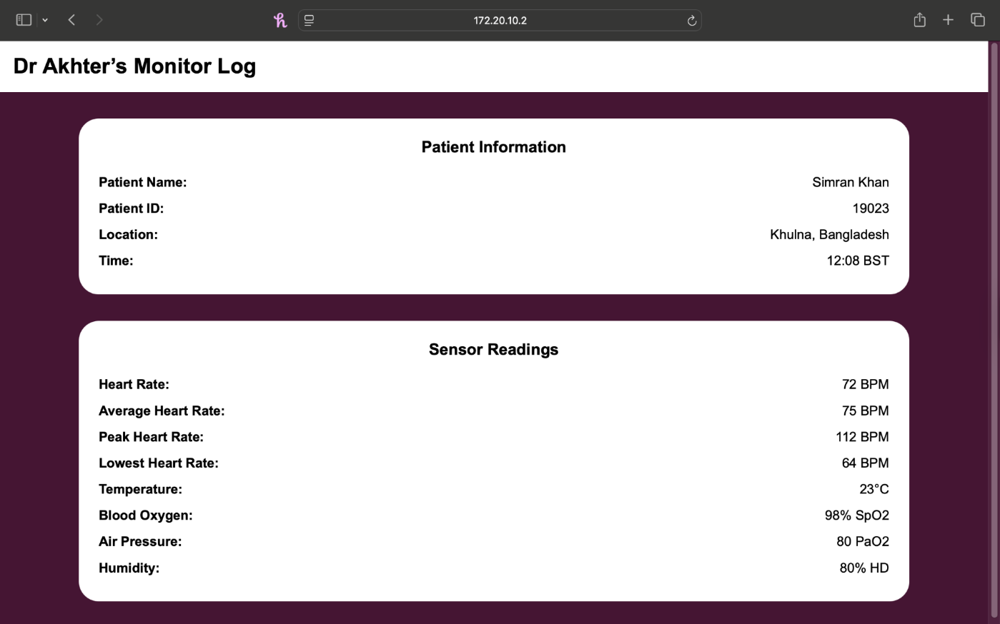 172.20.10.2
Dr Akhter’s Monitor Log
Patient Information
Patient Name: Simran Khan
Patient ID: 19023
Location: Khulna, Bangladesh
Time: 12:08 BST
Sensor Readings
Heart Rate: 72 BPM
Average Heart Rate: 75 BPM
Peak Heart Rate: 112 BPM
Lowest Heart Rate: 64 BPM
Temperature: 23°C
Blood Oxygen: 98% SpO2
Air Pressure: 80 PaO2
Humidity: 80% HD